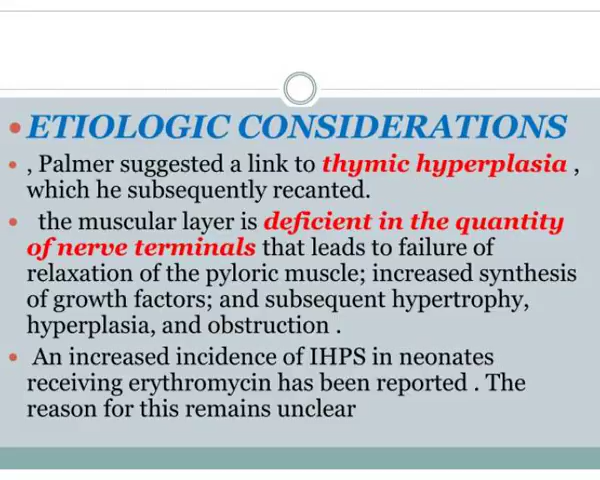 • ETIOLOGIC CONSIDERATIONS
• , Palmer suggested a link to thymic hyperplasia ,
which he subsequently recanted.
• the muscular layer is deficient in the quantity
of nerve terminals that leads to failure of
relaxation of the pyloric muscle; increased synthesis
of growth factors; and subsequent hypertrophy,
hyperplasia, and obstruction .
• An increased incidence of IHPS in neonates
receiving erythromycin has been reported . The
reason for this remains unclear